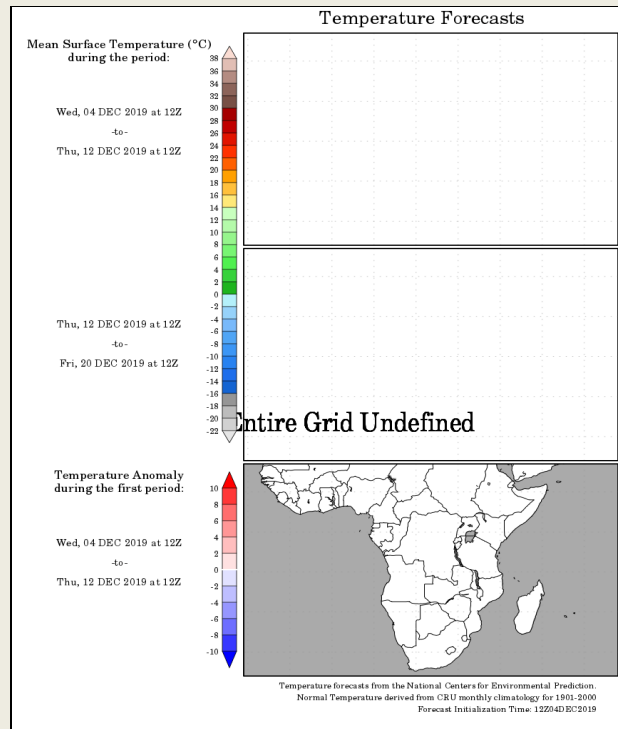 Temperature Forecasts
Mean Surface Temperature (°C)
during the period:
Wed, 04 DEC 2019 at 12Z
-to-
Thu, 12 DEC 2019 at 12Z
38
36
34
32
30
28
26
24
22
20
18
16
14
12
10
8
6
4
2
0
-2
-4
-6
-8
-10
-12
-14
-16
-18
-20
-22
Thu, 12 DEC 2019 at 12Z
-to-
Fri, 20 DEC 2019 at 12Z
Entire Grid Undefined
Temperature Anomaly
during the first period:
Wed, 04 DEC 2019 at 12Z
-to-
Thu, 12 DEC 2019 at 12Z
10
8
6
4
2
0
-2
-4
-6
-8
-10
Temperature forecasts from the National Centers for Environmental Prediction.
Normal Temperature derived from CRU monthly climatology for 1901-2000
Forecast Initialization Time: 12Z04DEC2019